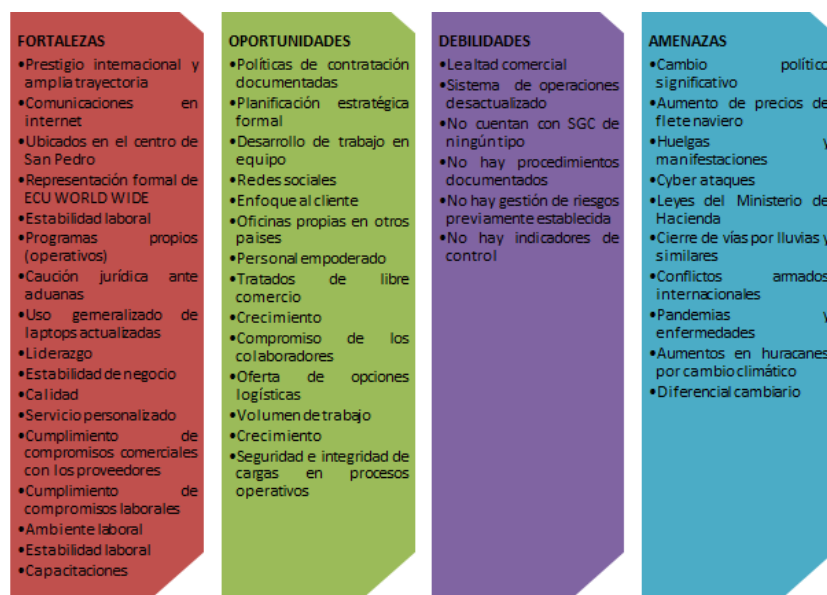 FORTALEZAS
•Prestigio internacional y
amplia trayectoria
•Comunicaciones en
internet
•Ubicados en el centro de
San Pedro
•Representación formal de
ECU WORLD WIDE
•Estabilidad laboral
•Programas propios
(operativos)
•Caución jurídica ante
aduanas
•Uso gemeralizado de
laptops actualizadas
•Liderazgo
•Estabilidad de negocio
•Calidad
•Servicio personalizado
•Cumplimiento de
compromisos comerciales
con los proveedores
•Cumplimiento de
compromisos laborales
•Ambiente laboral
•Estabilidad laboral
•Capacitaciones
OPORTUNIDADES
•Políticas de contratación
documentadas
•Planificación estratégica
formal
•Desarrollo de trabajo en
equipo
•Redes sociales
•Enfoque al cliente
•Oficinas propias en otros
países
•Personal empoderado
•Tratados de libre
comercio
•Crecimiento
•Compromiso de los
colaboradores
•Oferta de opciones
logísticas
•Volumen de trabajo
•Crecimiento
•Seguridad e integridad de
cargas en procesos
operativos
DEBILIDADES
•Lealtad comercial
•Sistema de operaciones
desactualizado
•No cuentan con SGC de
ningún tipo
•No hay procedimientos
documentados
•No hay gestión de riesgos
previamente establecida
•No hay indicadores de
control
AMENAZAS
•Cambio político
significativo
•Aumento de precios de
flete naviero
•Huelgas y
manifestaciones
•Cyber ataques
•Leyes del Ministerio de
Hacienda
•Cierre de vías por lluvias y
similares
•Conflictos armados
internacionales
•Pandemias y
enfermedades
•Aumentos en huracanes
por cambio climático
•Diferencial cambiario